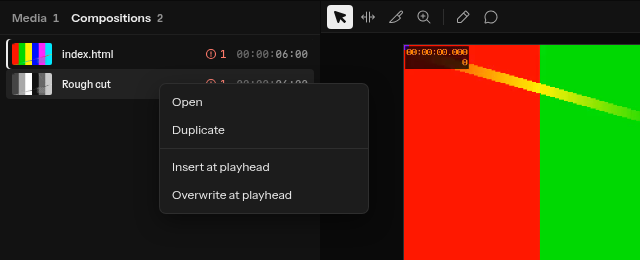 Media 1 Compositions 2
index.html 1 00:00:06:00
Rough cut 1
Open
Duplicate
Insert at playhead
Overwrite at playhead
00:00:00.000
0